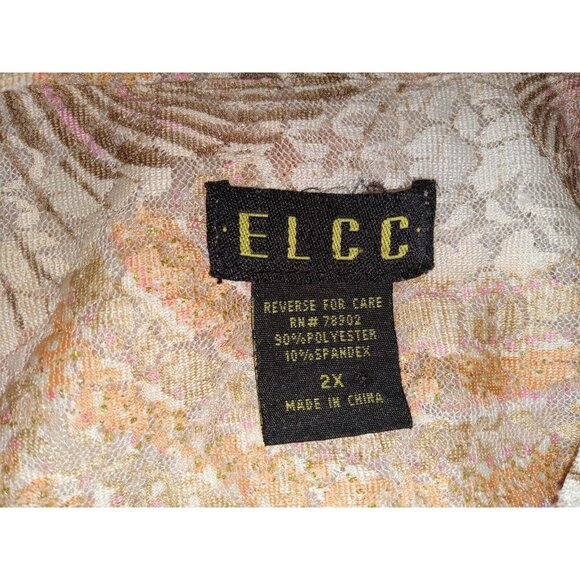 ELCC
REVERSE FOR CARE
RN# 78902
90%POLYESTER
10%SPANDEX
2X
MADE IN CHINA